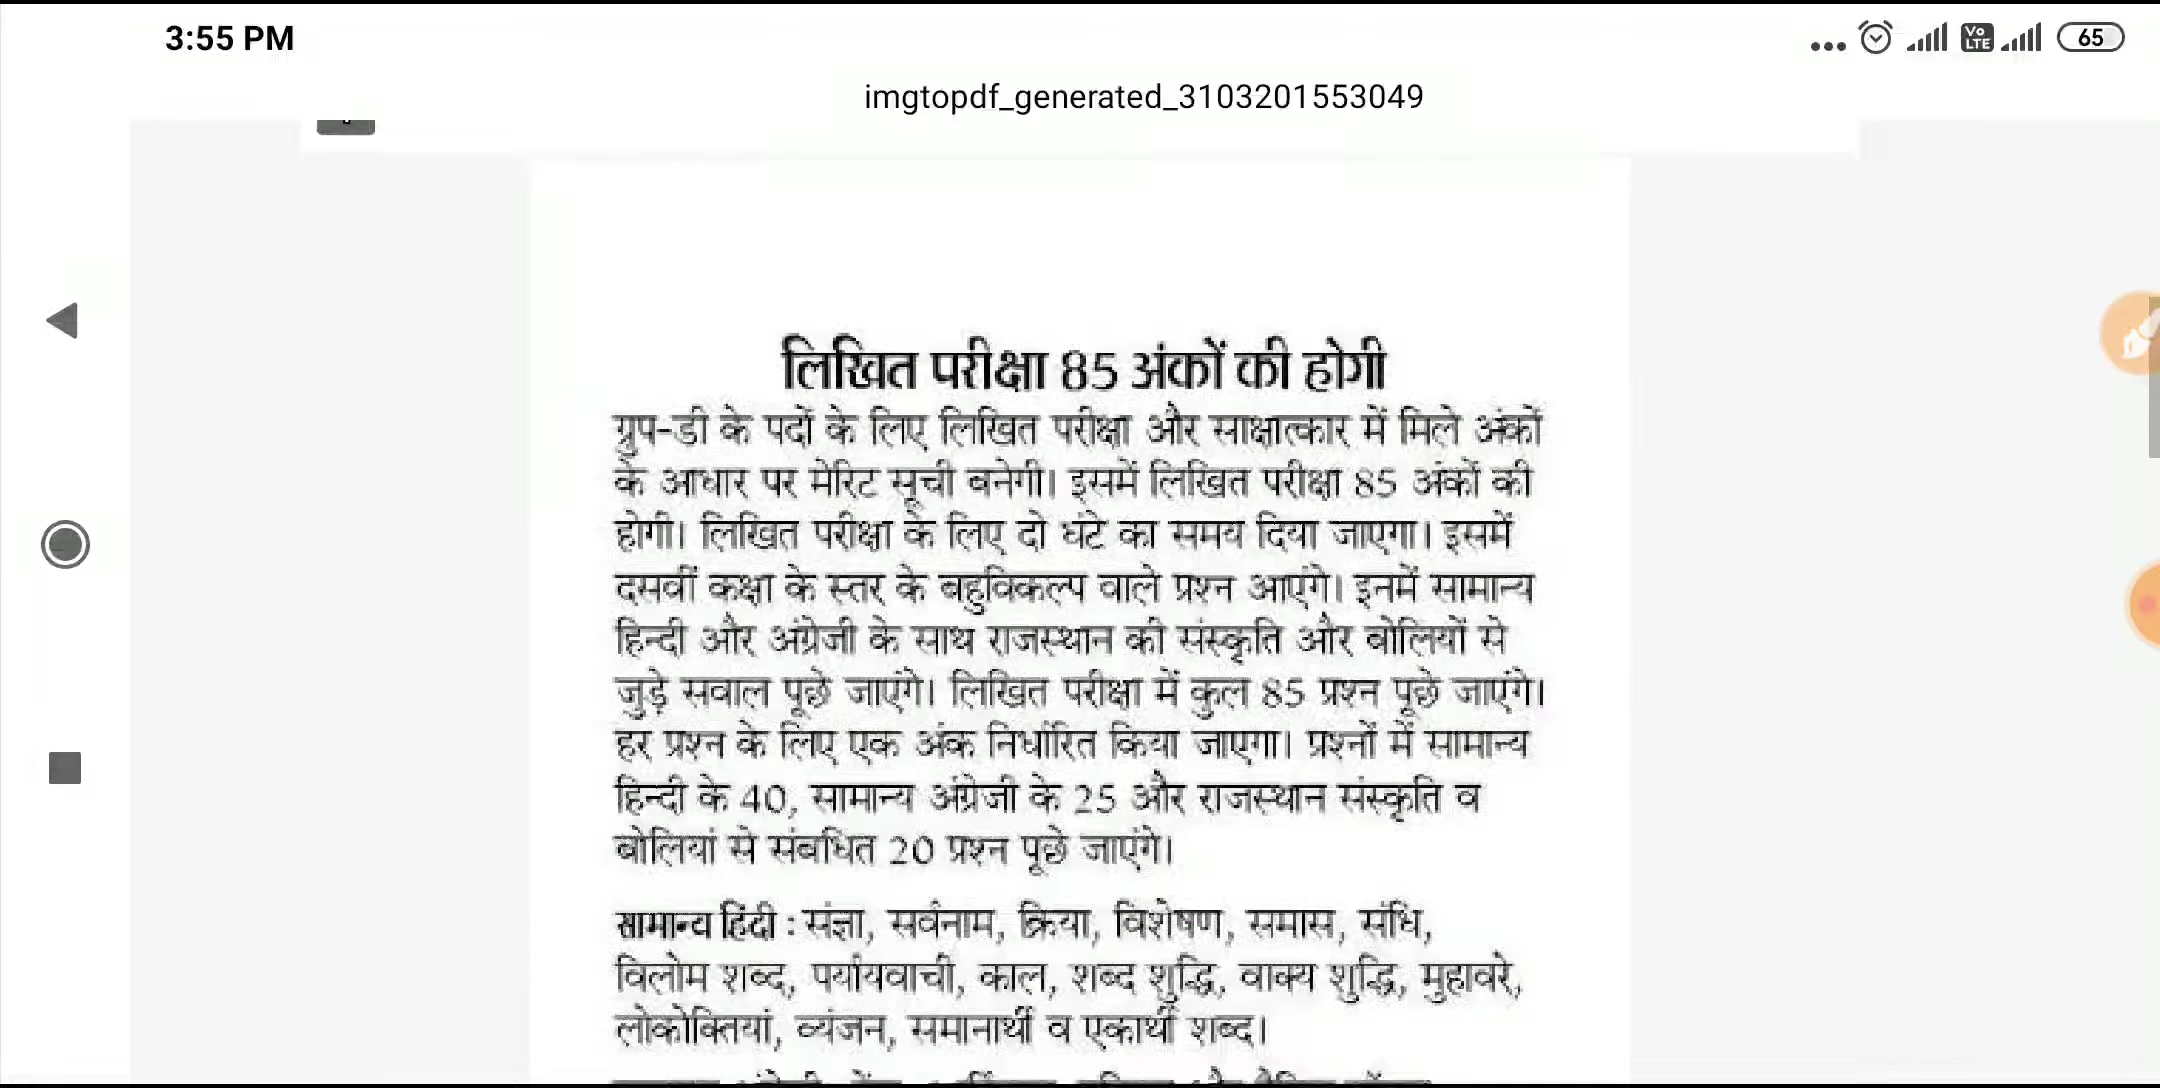 3:55 PM
Vo LTE
65
imgtopdf_generated_3103201553049
लिखित परीक्षा 85 अंकों की होगी
ग्रुप-डी के पदों के लिए लिखित परीक्षा और साक्षात्कार में मिले अंकों
के आधार पर मेरिट सूची बनेगी। इसमें लिखित परीक्षा 85 अंकों की
होगी। लिखित परीक्षा के लिए दो घंटे का समय दिया जाएगा। इसमें
दसवीं कक्षा के स्तर के बहुविकल्प वाले प्रश्न आएंगे। इनमें सामान्य
हिन्दी और अंग्रेजी के साथ राजस्थान की संस्कृति और बोलियों से
जुड़े सवाल पूछे जाएंगे। लिखित परीक्षा में कुल 85 प्रश्न पूछे जाएंगे।
हर प्रश्न के लिए एक अंक निर्धारित किया जाएगा। प्रश्नों में सामान्य
हिन्दी के 40, सामान्य अंग्रेजी के 25 और राजस्थान संस्कृति व
बोलियां से संबधित 20 प्रश्न पूछे जाएंगे।
सामान्य हिंदी : संज्ञा, सर्वनाम, क्रिया, विशेषण, समास, संधि,
विलोम शब्द, पर्यायवाची, काल, शब्द शुद्धि, वाक्य शुद्धि, मुहावरे,
लोकोक्तियां, व्यंजन, समानार्थी व एकार्थी शब्द।